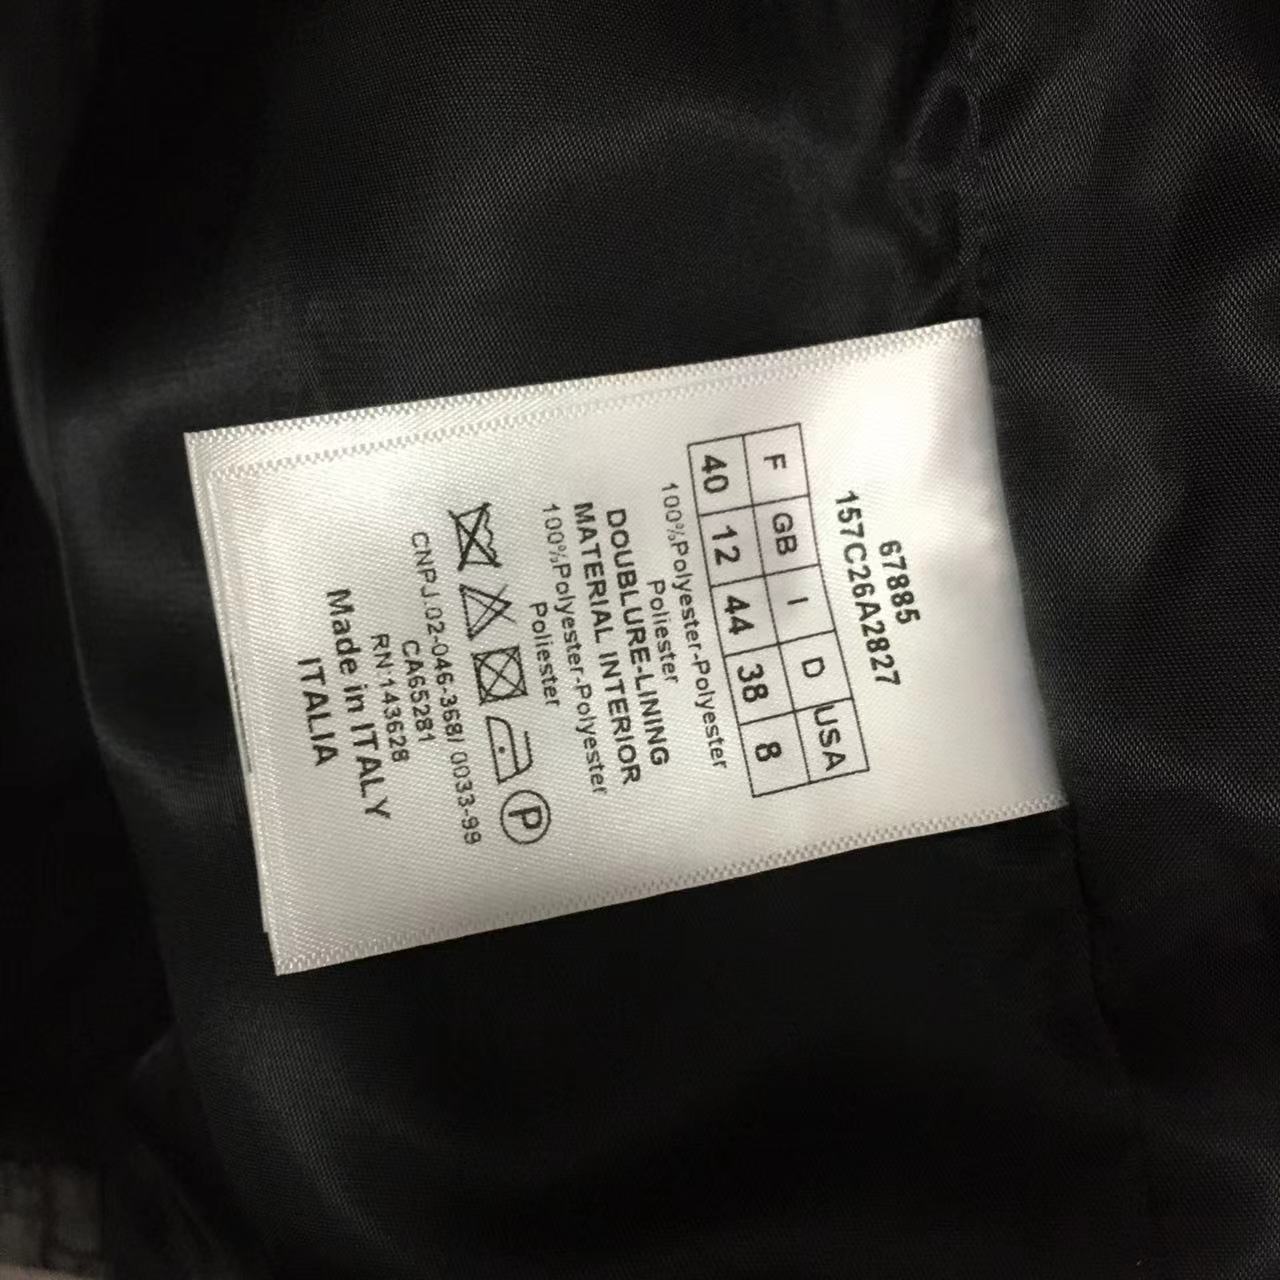 67885
157C26A2827
F GB I D USA
40 12 44 38 8
100%Polyester-Polyester
Poliester
DOUBLURE-LINING
MATERIAL INTERIOR
100%Polyester-Polyester
Poliester
P
CNPJ.02-046-368/ 0033-99
CA65281
RN 143628
Made in ITALY
ITALIA